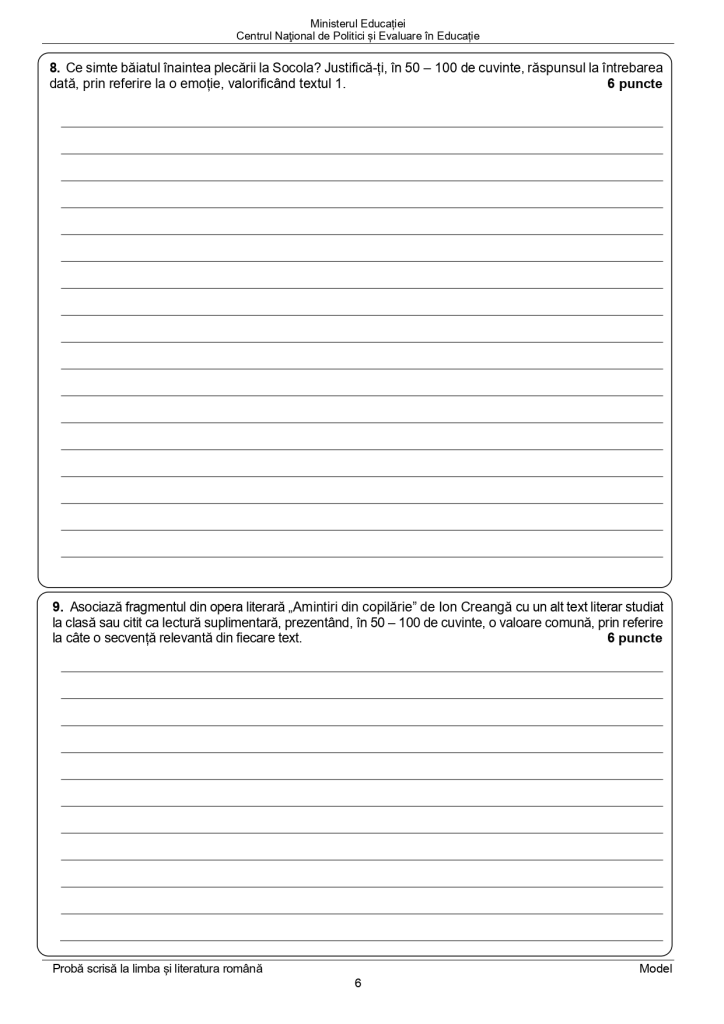 Ministerul Educației
Centrul Naţional de Politici și Evaluare în Educație
8. Ce simte băiatul înaintea plecării la Socola? Justifică-ți, în 50 – 100 de cuvinte, răspunsul la întrebarea
dată, prin referire la o emoție, valorificând textul 1. 6 puncte
9. Asociază fragmentul din opera literară „Amintiri din copilărie” de Ion Creangă cu un alt text literar studiat
la clasă sau citit ca lectură suplimentară, prezentând, în 50 – 100 de cuvinte, o valoare comună, prin referire
la câte o secvență relevantă din fiecare text. 6 puncte
Probă scrisă la limba și literatura română Model
6